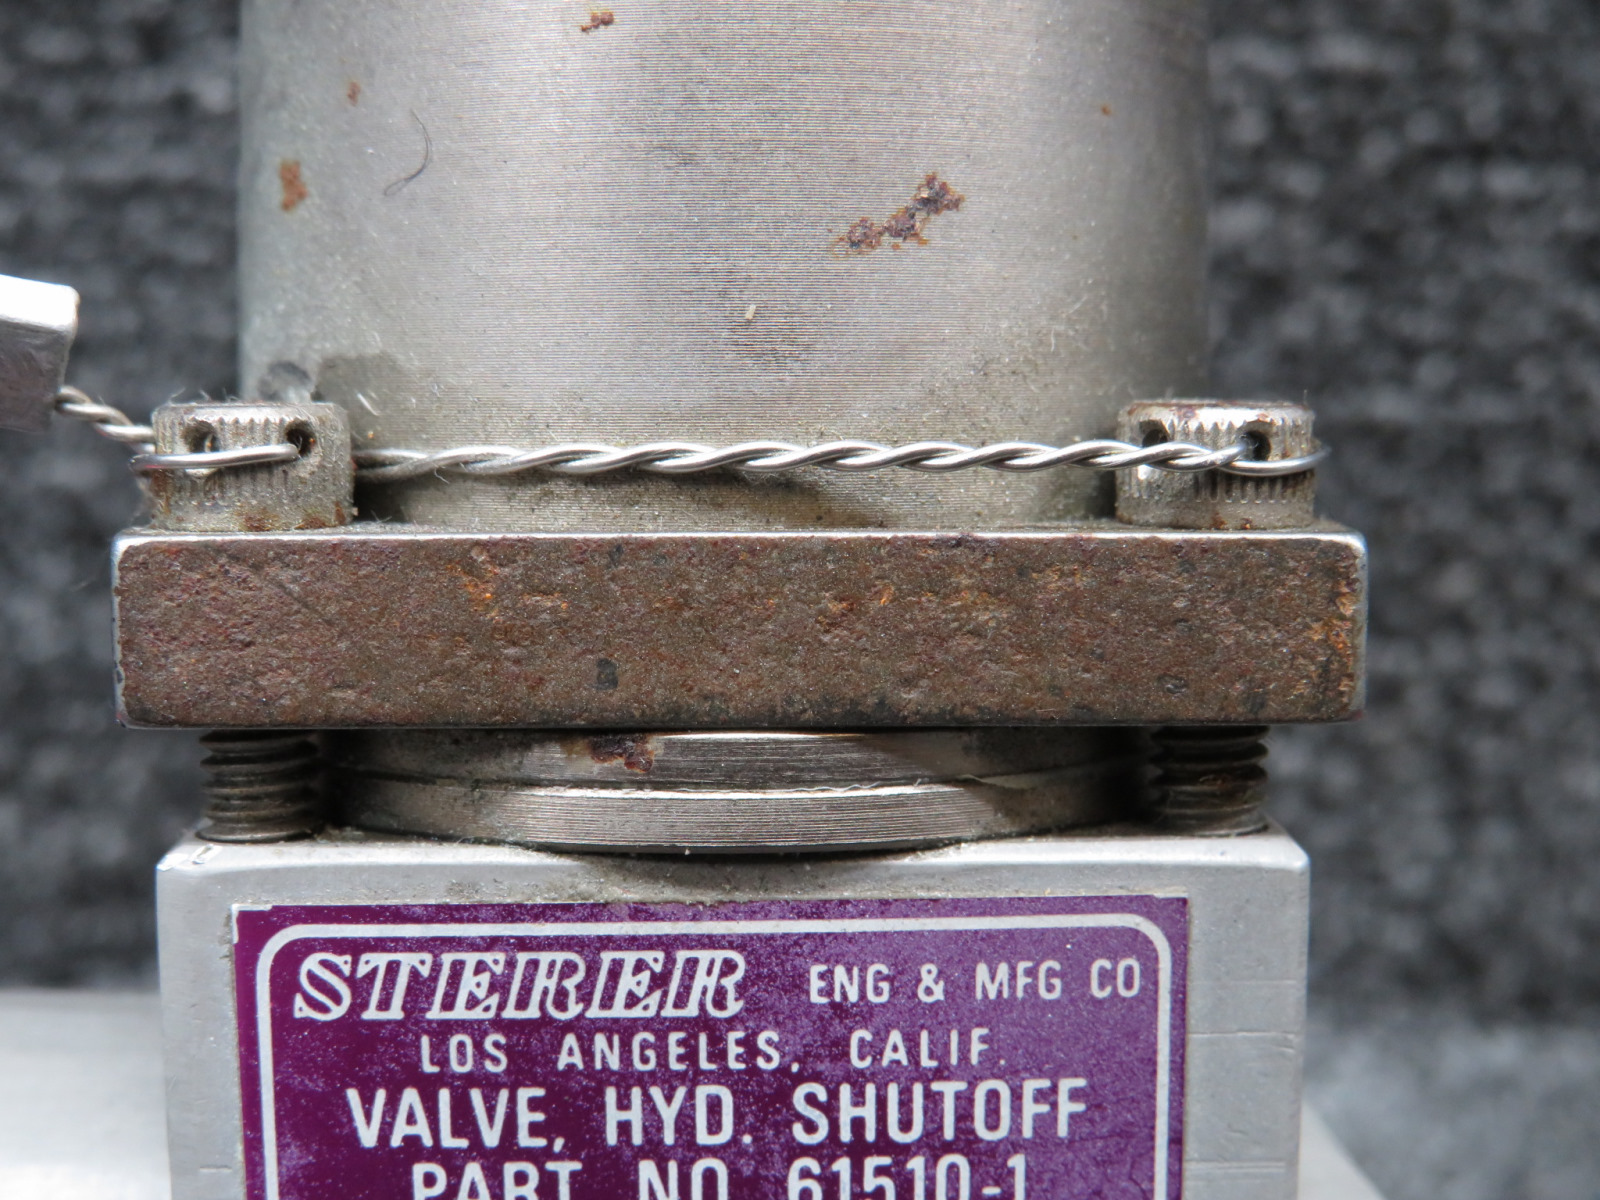 STERER ENG & MFG CO
LOS ANGELES, CALIF.
VALVE, HYD. SHUTOFF
PART NO 61510-1